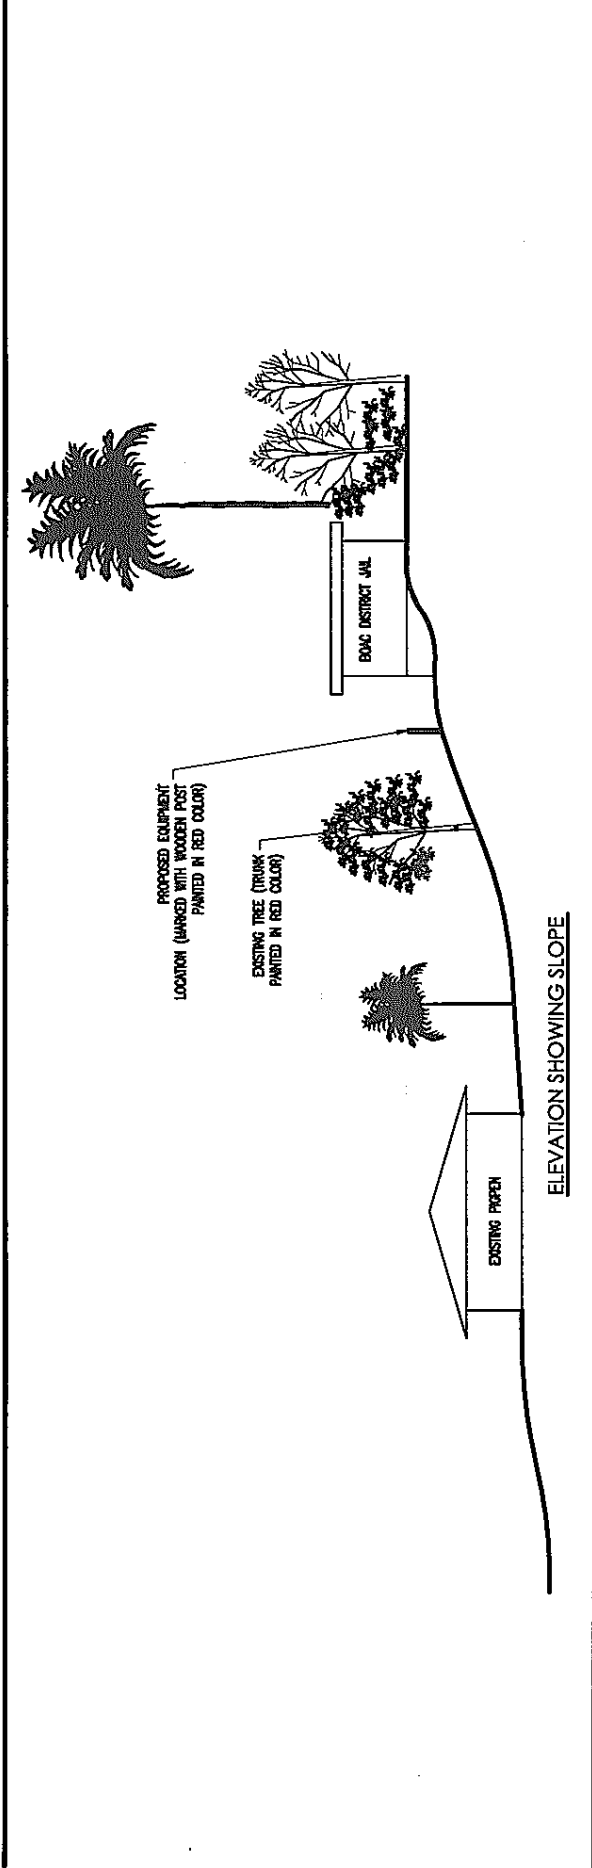 PROPOSED EQUIPMENT
LOCATION (MARKED WITH WOODEN POST
PAINTED IN RED COLOR)
EXISTING TREE (TRUNK
PAINTED IN RED COLOR)
EXISTING PIGPEN
BOAC DISTRICT JAIL
ELEVATION SHOWING SLOPE